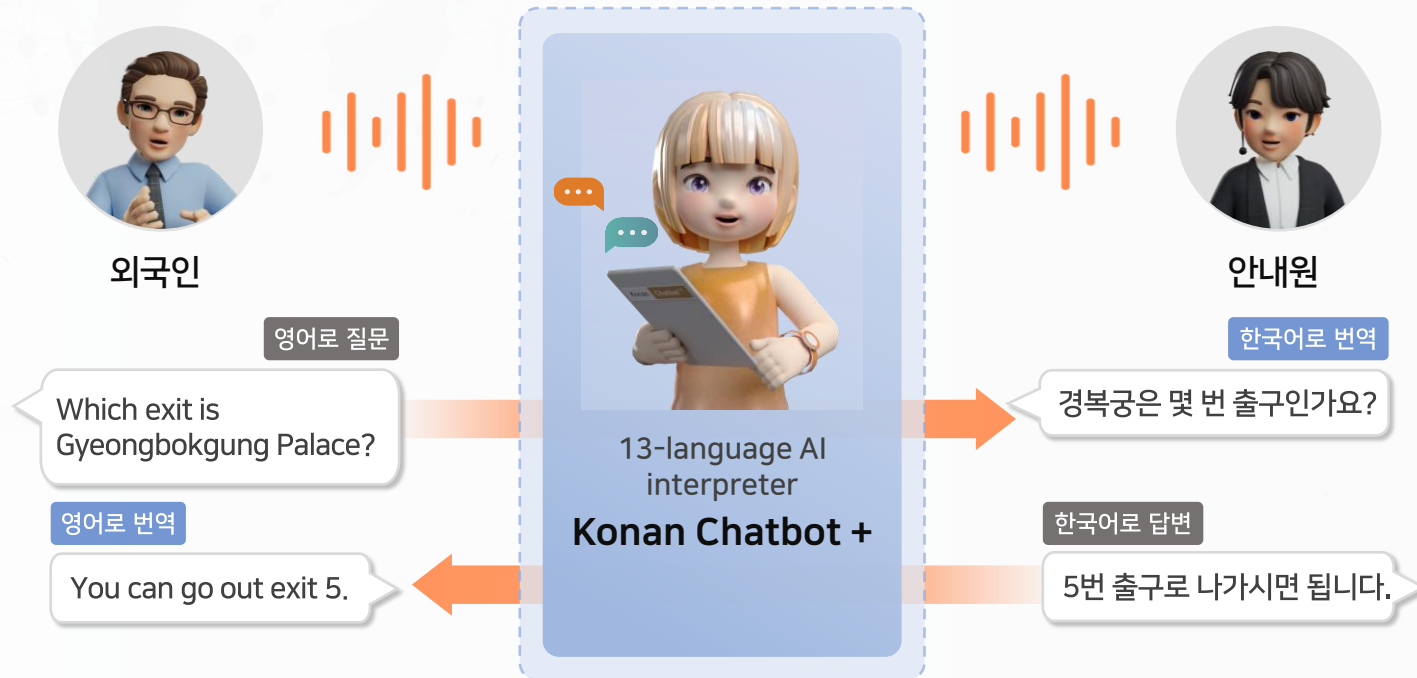 외국인
영어로 질문
Which exit is
Gyeongbokgung Palace?
영어로 번역
You can go out exit 5.
Konan Chatbot
13-language AI
interpreter
Konan Chatbot +
안내원
한국어로 번역
경복궁은 몇 번 출구인가요?
한국어로 답변
5번 출구로 나가시면 됩니다.